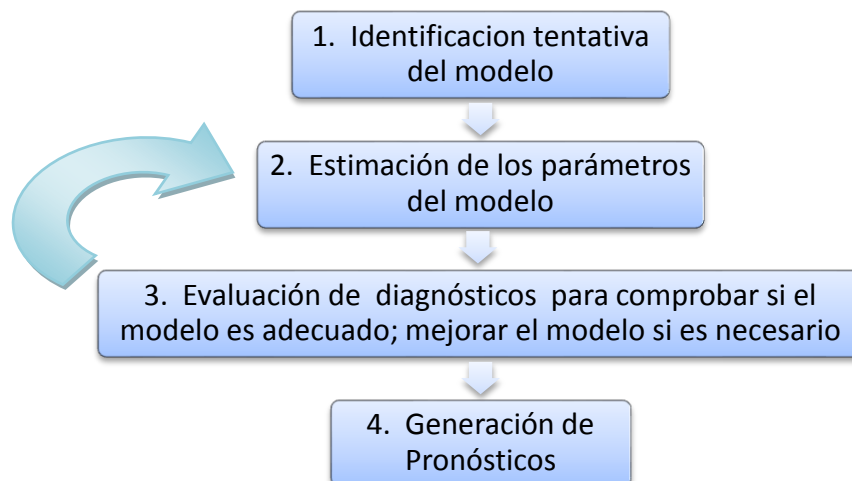 1. Identificacion tentativa
del modelo
2. Estimación de los parámetros
del modelo
3. Evaluación de diagnósticos para comprobar si el
modelo es adecuado; mejorar el modelo si es necesario
4. Generación de
Pronósticos